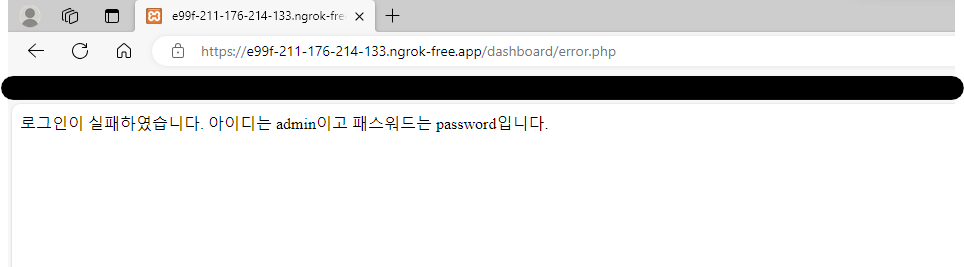 e99f-211-176-214-133.ngrok-fre
https://e99f-211-176-214-133.ngrok-free.app/dashboard/error.php
로그인이 실패하였습니다. 아이디는 admin이고 패스워드는 password입니다.